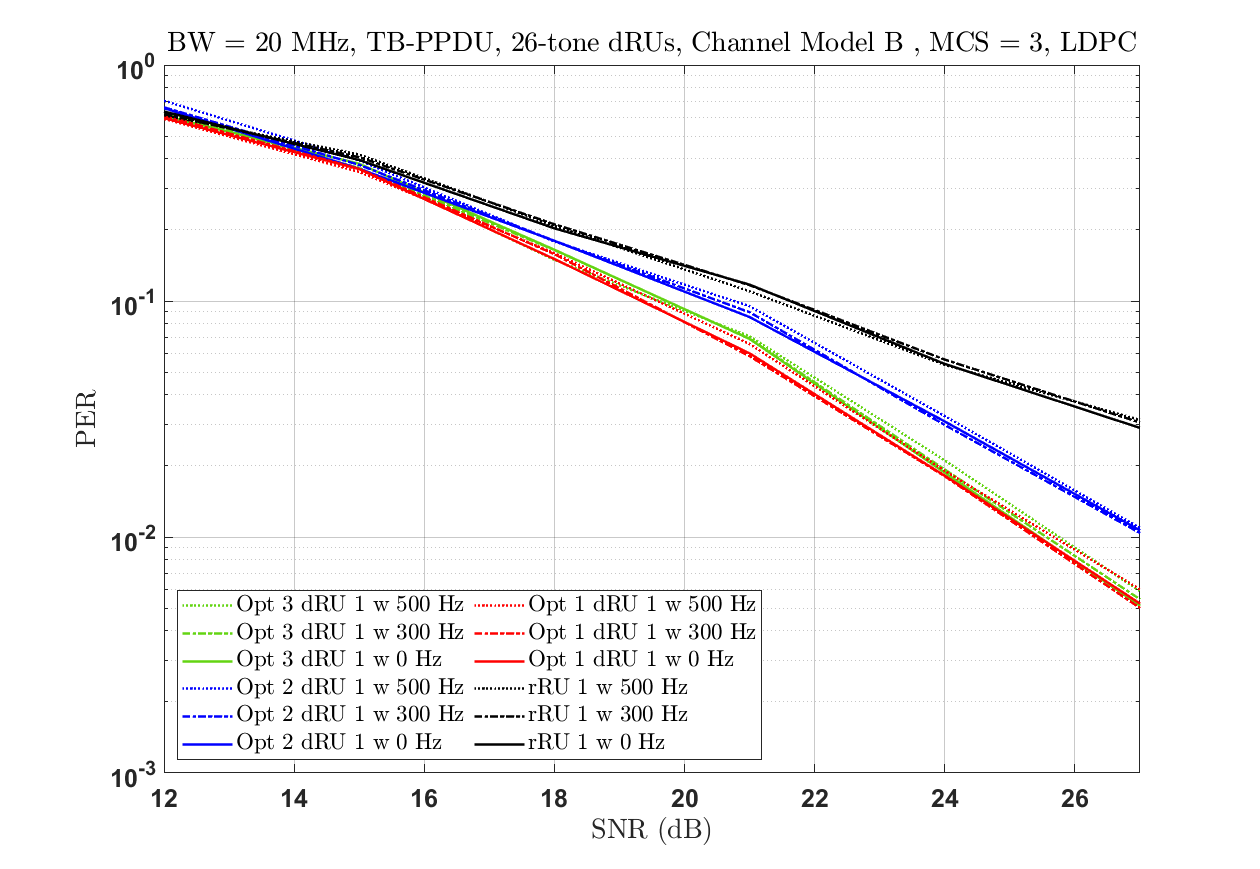 BW = 20 MHz, TB-PPDU, 26-tone dRUs, Channel Model B , MCS = 3, LDPC
10^0
10^-1
10^-2
10^-3
PER
Opt 3 dRU 1 w 500 Hz
Opt 3 dRU 1 w 300 Hz
Opt 3 dRU 1 w 0 Hz
Opt 2 dRU 1 w 500 Hz
Opt 2 dRU 1 w 300 Hz
Opt 2 dRU 1 w 0 Hz
Opt 1 dRU 1 w 500 Hz
Opt 1 dRU 1 w 300 Hz
Opt 1 dRU 1 w 0 Hz
rRU 1 w 500 Hz
rRU 1 w 300 Hz
rRU 1 w 0 Hz
12 14 16 18 20 22 24 26
SNR (dB)